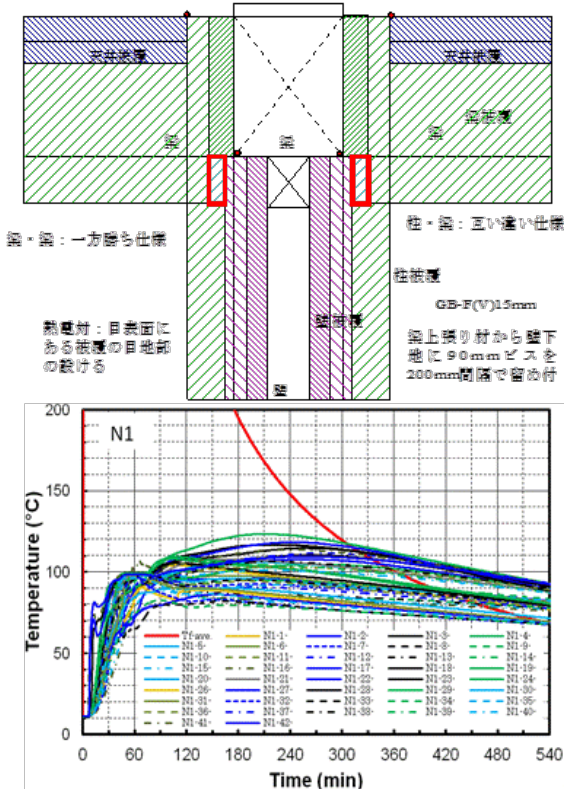 天井被覆
天井被覆
梁被覆
梁
梁
梁
梁・梁：一方勝ち仕様
柱・梁：互い違い仕様
柱被覆
GB-F(V)15mm
熱電対：目表面に
ある被覆の目地部
の設ける
壁被覆
梁上張り材から壁下
地に90mmビスを
200mm間隔で留め付
壁
N1
Temperature (°C)
200
150
100
50
0
Tf-ave.
N1-1-
N1-2-
N1-3-
N1-4-
N1-5-
N1-6-
N1-7-
N1-8-
N1-9-
N1-10-
N1-11-
N1-12-
N1-13-
N1-14-
N1-15-
N1-16-
N1-17-
N1-18-
N1-19-
N1-20-
N1-21-
N1-22-
N1-23-
N1-24-
N1-26-
N1-27-
N1-28-
N1-29-
N1-30-
N1-31-
N1-32-
N1-33-
N1-34-
N1-35-
N1-36-
N1-37-
N1-38-
N1-39-
N1-40-
N1-41-
N1-42-
0 60 120 180 240 300 360 420 480 540
Time (min)